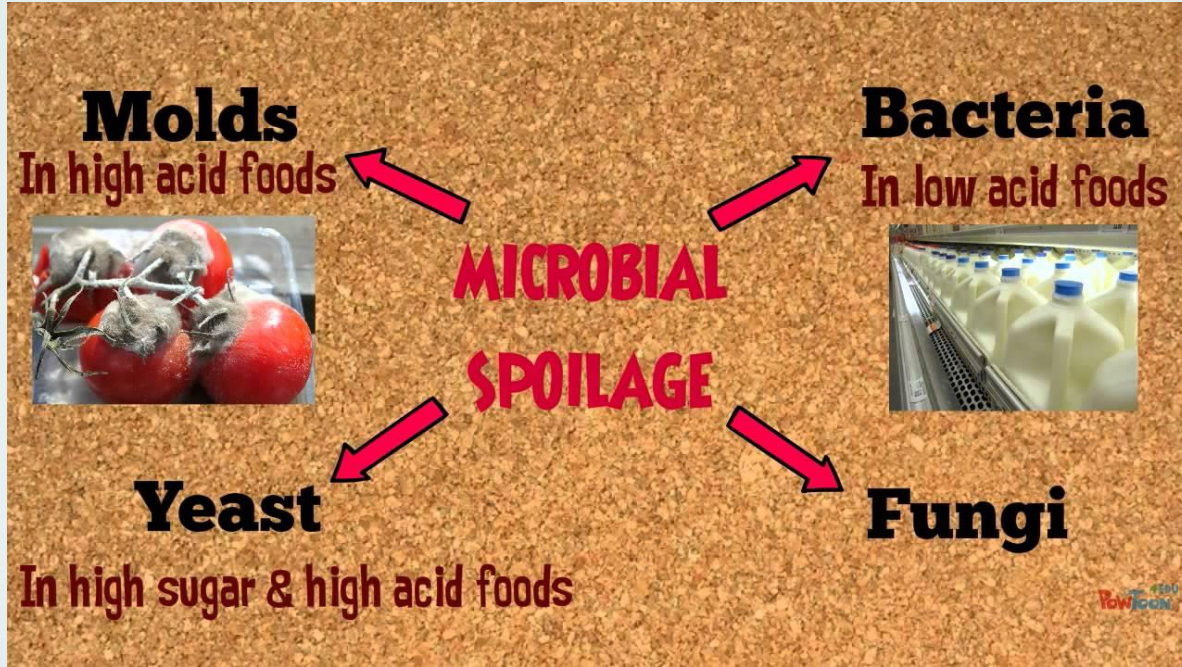 Molds
In high acid foods
Bacteria
In low acid foods
MICROBIAL
SPOILAGE
Yeast
In high sugar & high acid foods
Fungi
4EDU
PowToon